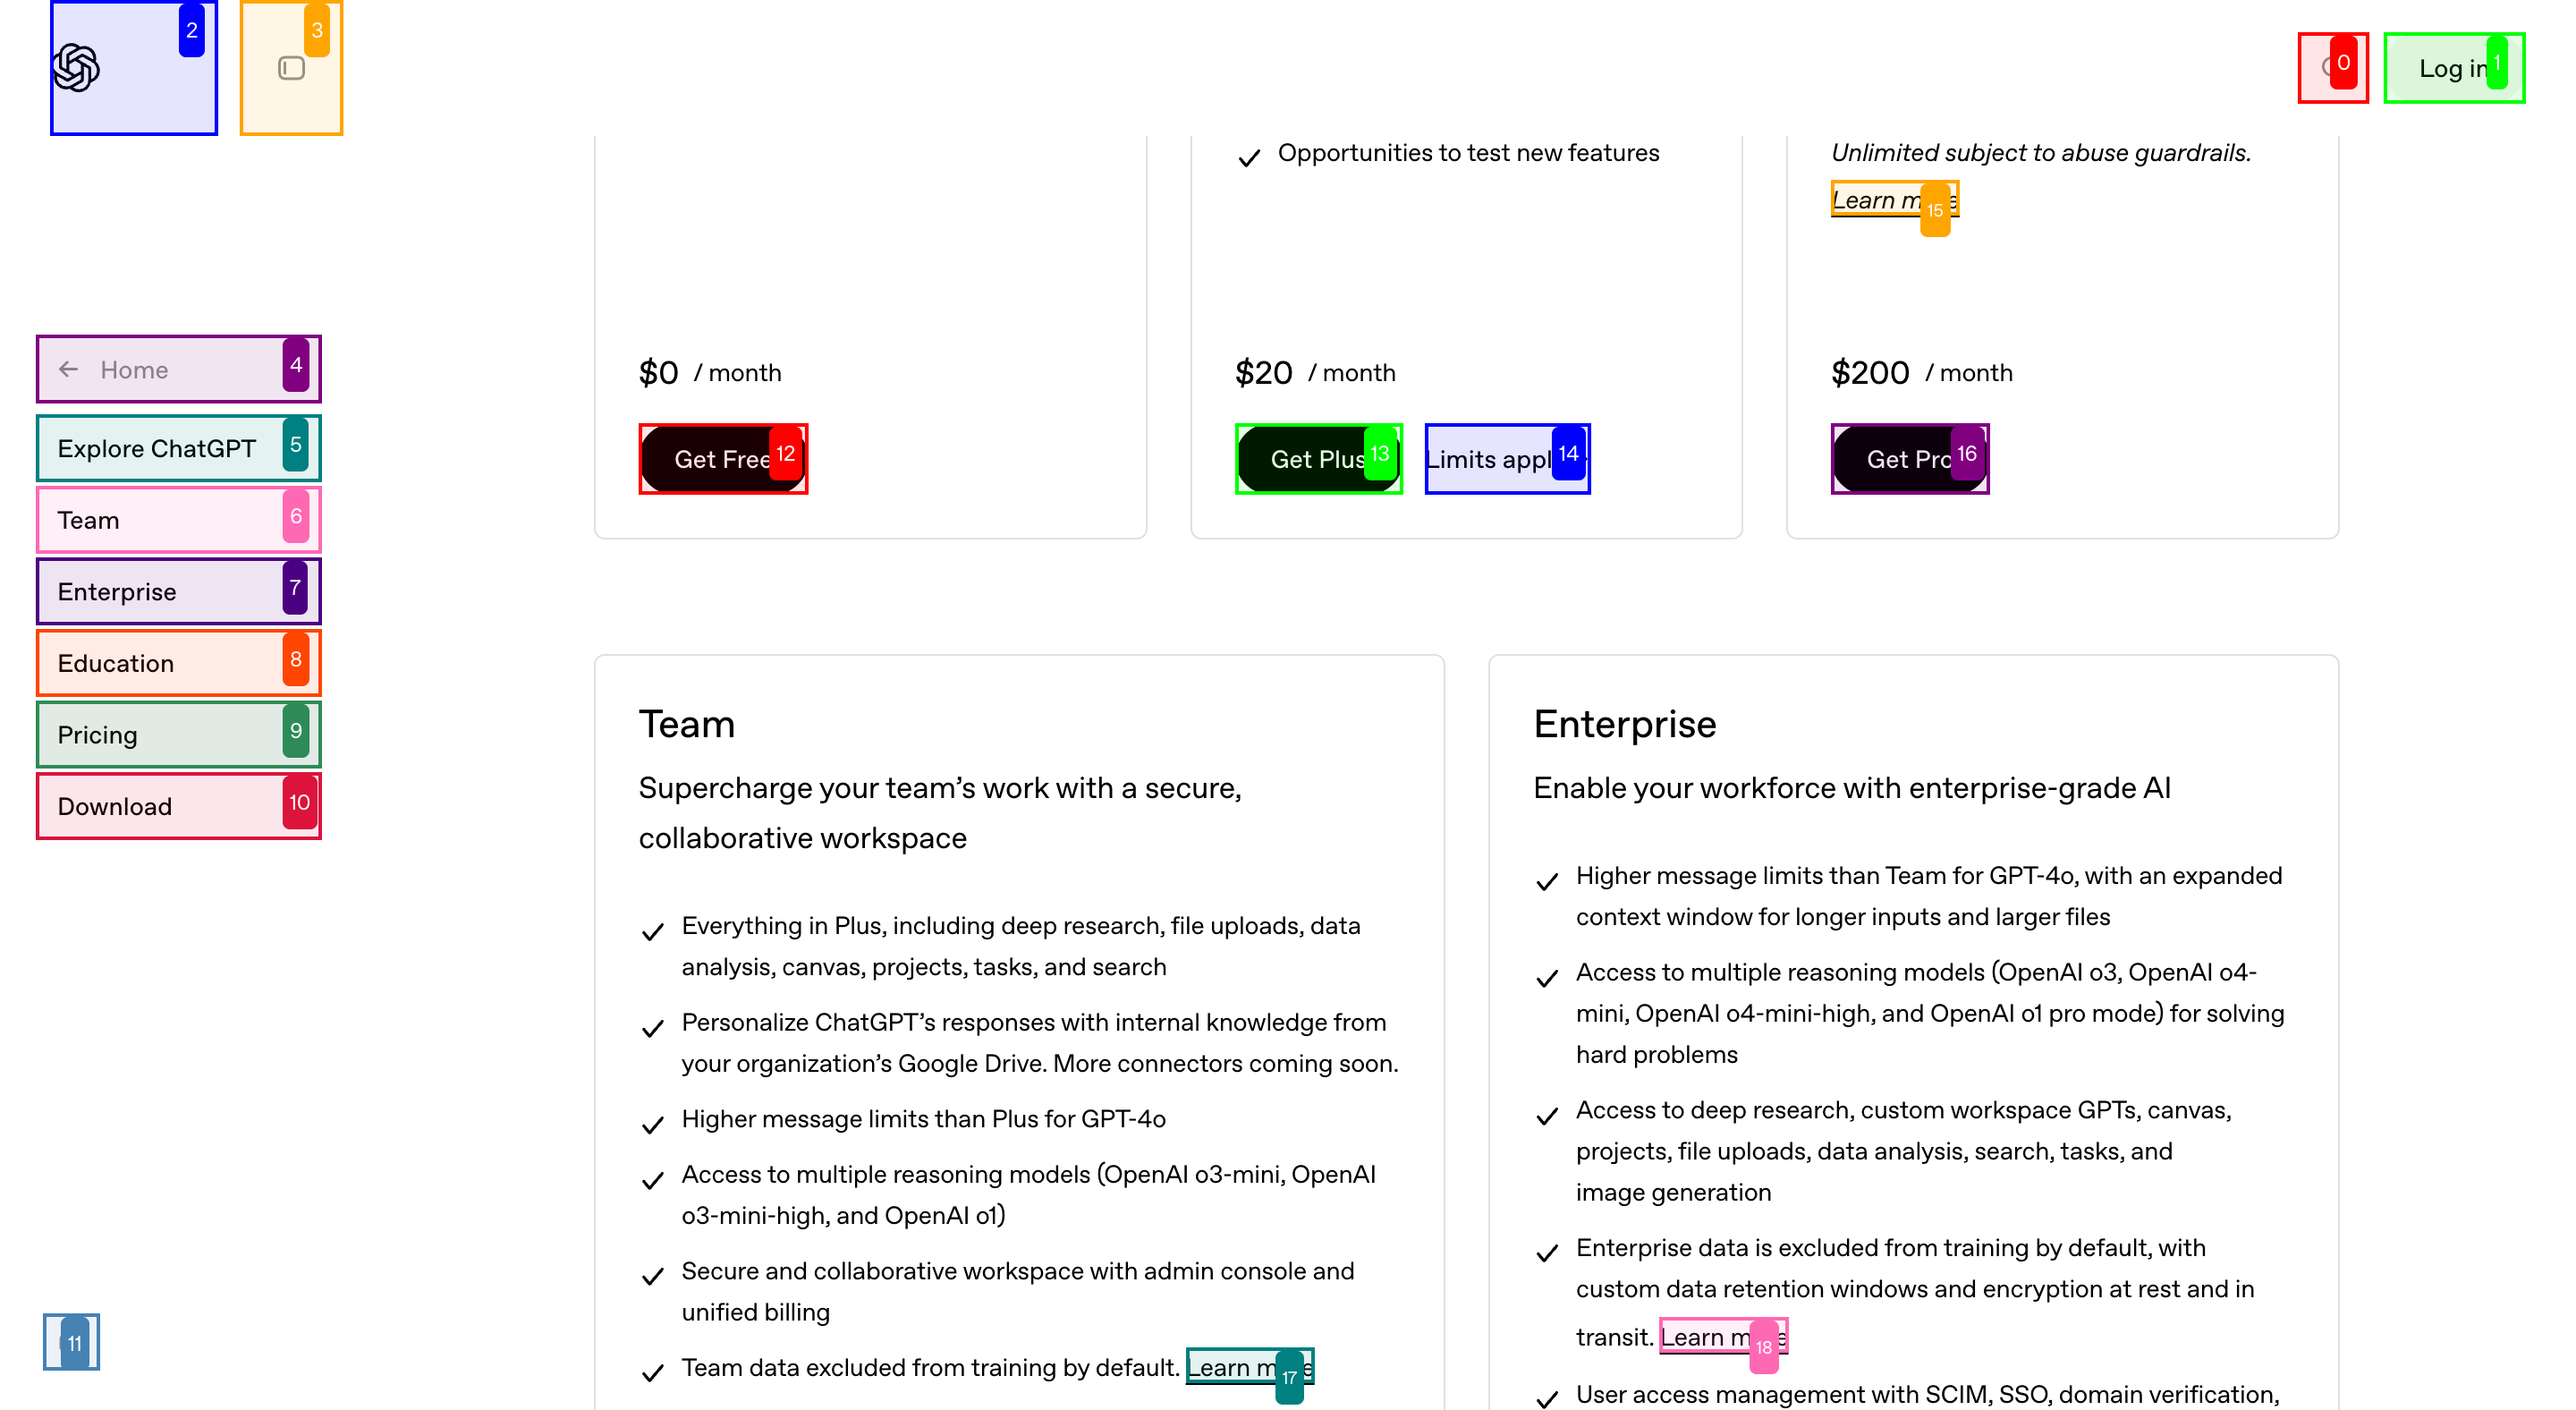 2
3
0
Log in
1
Opportunities to test new features
Unlimited subject to abuse guardrails.
Learn
15
Home
4
Explore ChatGPT
5
Team
6
Enterprise
7
Education
8
Pricing
9
Download
10
11
$0 / month
Get Free
12
$20 / month
Get Plus
13
Limits
14
$200 / month
Get Pro
16
Team
Supercharge your team’s work with a secure,
collaborative workspace
Everything in Plus, including deep research, file uploads, data
analysis, canvas, projects, tasks, and search
Personalize ChatGPT’s responses with internal knowledge from
your organization’s Google Drive. More connectors coming soon.
Higher message limits than Plus for GPT-4o
Access to multiple reasoning models (OpenAI o3-mini, OpenAI
o3-mini-high, and OpenAI o1)
Secure and collaborative workspace with admin console and
unified billing
Team data excluded from training by default. Learn
17
Enterprise
Enable your workforce with enterprise-grade AI
Higher message limits than Team for GPT-4o, with an expanded
context window for longer inputs and larger files
Access to multiple reasoning models (OpenAI o3, OpenAI o4-
mini, OpenAI o4-mini-high, and OpenAI o1 pro mode) for solving
hard problems
Access to deep research, custom workspace GPTs, canvas,
projects, file uploads, data analysis, search, tasks, and
image generation
Enterprise data is excluded from training by default, with
custom data retention windows and encryption at rest and in
transit. Learn
18
User access management with SCIM, SSO, domain verification,